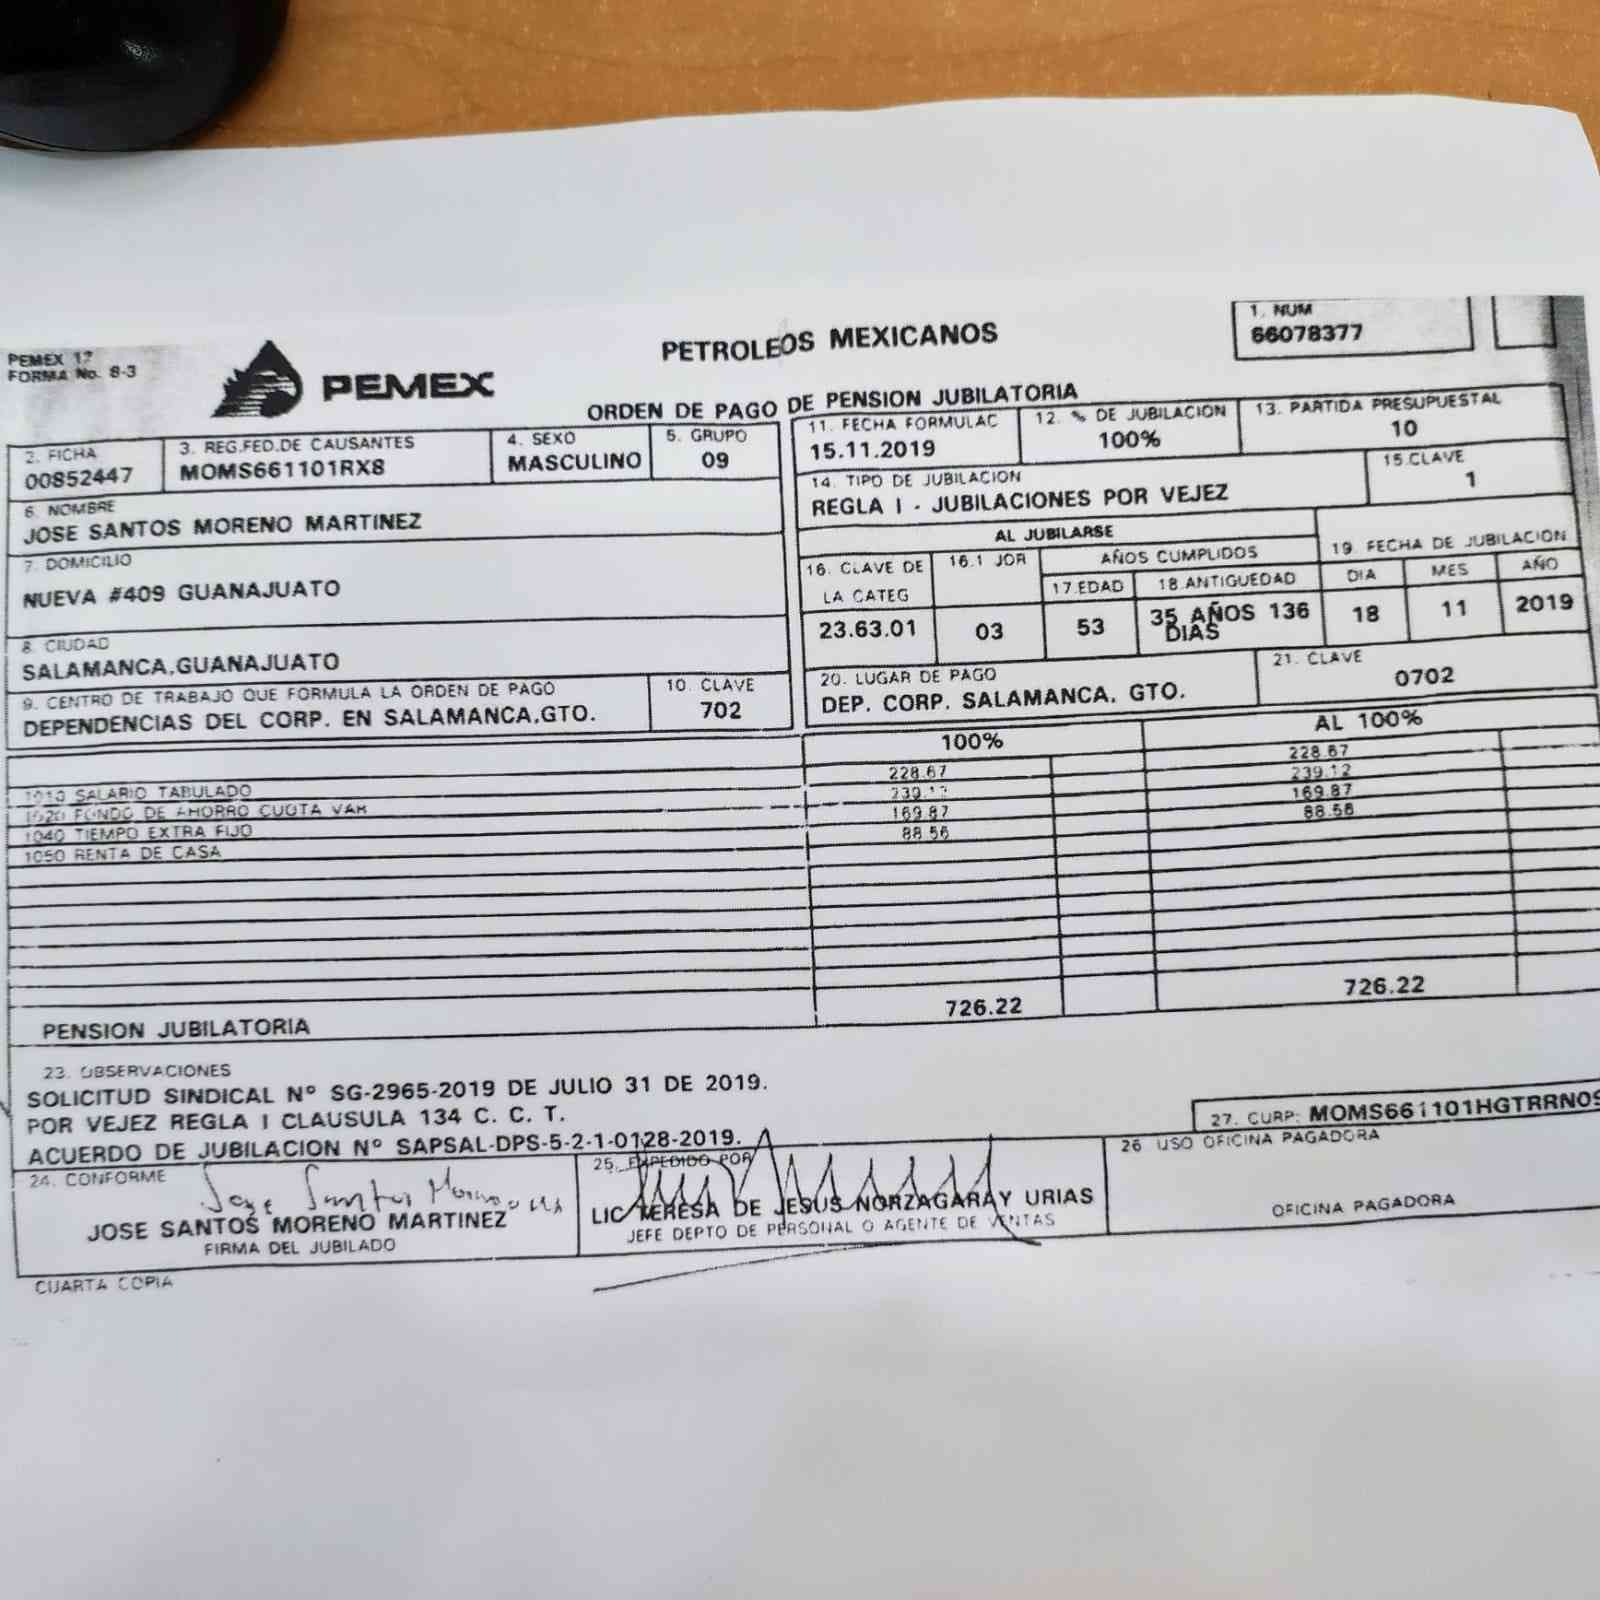 PEMEX 17
FORMA No. 8-3
PEMEX
PETROLEOS MEXICANOS
ORDEN DE PAGO DE PENSION JUBILATORIA
1. NUM
66078377
2. FICHA
00852447
3. REG.FED.DE CAUSANTES
MOMS661101RX8
4. SEXO
MASCULINO
5. GRUPO
09
6. NOMBRE
JOSE SANTOS MORENO MARTINEZ
7. DOMICILIO
NUEVA #409 GUANAJUATO
8. CIUDAD
SALAMANCA,GUANAJUATO
9. CENTRO DE TRABAJO QUE FORMULA LA ORDEN DE PAGO
DEPENDENCIAS DEL CORP. EN SALAMANCA,GTO.
10. CLAVE
702
11. FECHA FORMULAC
15.11.2019
12. % DE JUBILACION
100%
13. PARTIDA PRESUPUESTAL
10
14. TIPO DE JUBILACION
REGLA I - JUBILACIONES POR VEJEZ
15.CLAVE
1
AL JUBILARSE
16. CLAVE DE
LA CATEG
23.63.01
16.1 JOR
03
AÑOS CUMPLIDOS
17.EDAD
53
18.ANTIGUEDAD
35 AÑOS 136
DIAS
19. FECHA DE JUBILACION
DIA MES AÑO
18 11 2019
20. LUGAR DE PAGO
DEP. CORP. SALAMANCA, GTO.
21. CLAVE
0702
100% AL 100%
1010 SALARIO TABULADO 228.67 228.67
1020 FONDO DE AHORRO CUOTA VAR 239.12 239.12
1040 TIEMPO EXTRA FIJO 169.87 169.87
1050 RENTA DE CASA 88.56 88.56
PENSION JUBILATORIA 726.22 726.22
23. OBSERVACIONES
SOLICITUD SINDICAL Nº SG-2965-2019 DE JULIO 31 DE 2019.
POR VEJEZ REGLA I CLAUSULA 134 C. C. T.
ACUERDO DE JUBILACION Nº SAPSAL-DPS-5-2-1-0128-2019.
27. CURP: MOMS661101HGTRRN09
24. CONFORME
Jose Santos Moreno
JOSE SANTOS MORENO MARTINEZ
FIRMA DEL JUBILADO
25. EXPEDIDO POR
LIC TERESA DE JESUS NORZAGARAY URIAS
JEFE DEPTO DE PERSONAL O AGENTE DE VENTAS
26 USO OFICINA PAGADORA
OFICINA PAGADORA
CUARTA COPIA